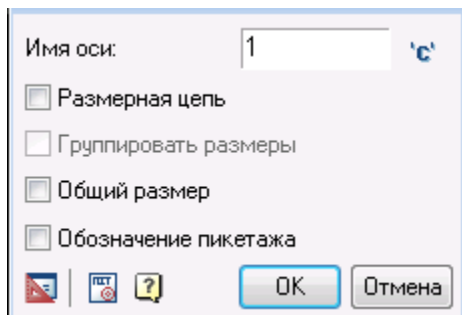 Имя оси: 1 'c'
Размерная цепь
Группировать размеры
Общий размер
Обозначение пикетажа
? OK Отмена